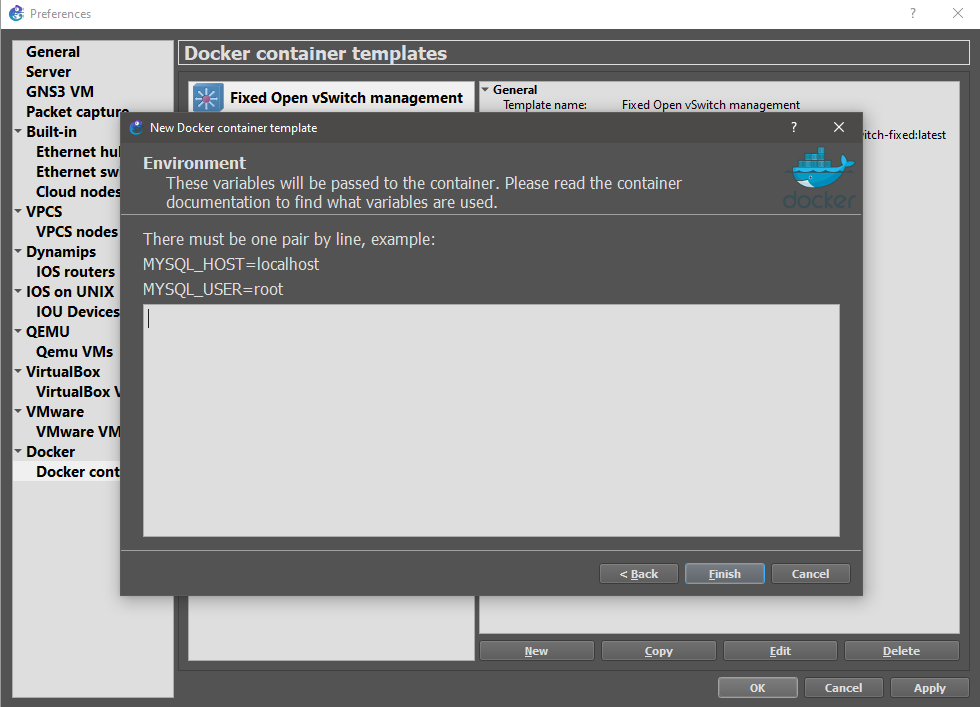 Preferences
?
General
Server
GNS3 VM
Packet capture
Built-in
Ethernet hu
Ethernet sw
Cloud nodes
VPCS
VPCS nodes
Dynamips
IOS routers
IOS on UNIX
IOU Devices
QEMU
Qemu VMs
VirtualBox
VirtualBox V
VMware
VMware VM
Docker
Docker cont
Docker container templates
Fixed Open vSwitch management
General
Template name: Fixed Open vSwitch management
itch-fixed:latest
New Docker container template
?
Environment
These variables will be passed to the container. Please read the container
documentation to find what variables are used.
docker
There must be one pair by line, example:
MYSQL_HOST=localhost
MYSQL_USER=root
< Back
Finish
Cancel
New
Copy
Edit
Delete
OK
Cancel
Apply